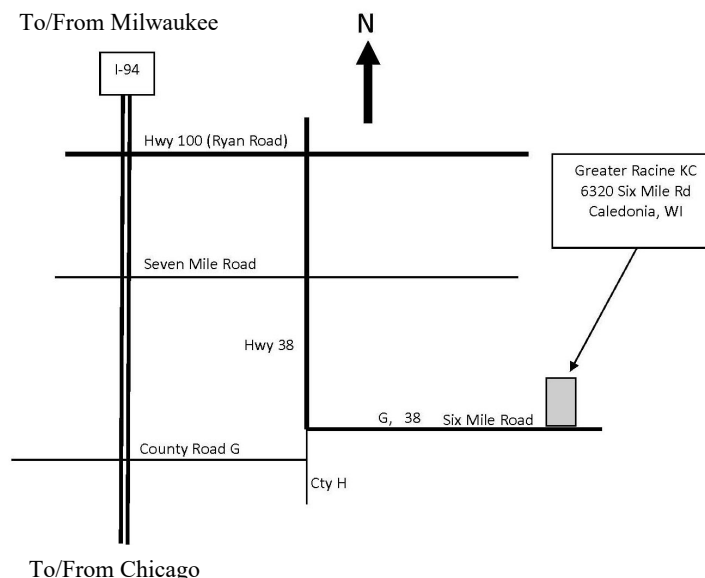 To/From Milwaukee
N
I-94
Hwy 100 (Ryan Road)
Greater Racine KC
6320 Six Mile Rd
Caledonia, WI
Seven Mile Road
Hwy 38
G, 38 Six Mile Road
County Road G
Cty H
To/From Chicago